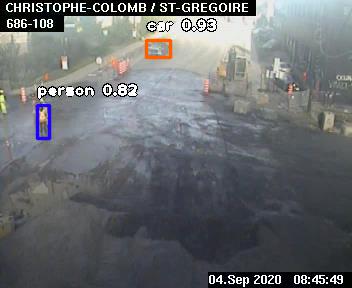 CHRISTOPHE-COLOMB / ST-GREGOIRE
686-108
car 0.93
person 0.82
04.Sep 2020 08:45:49